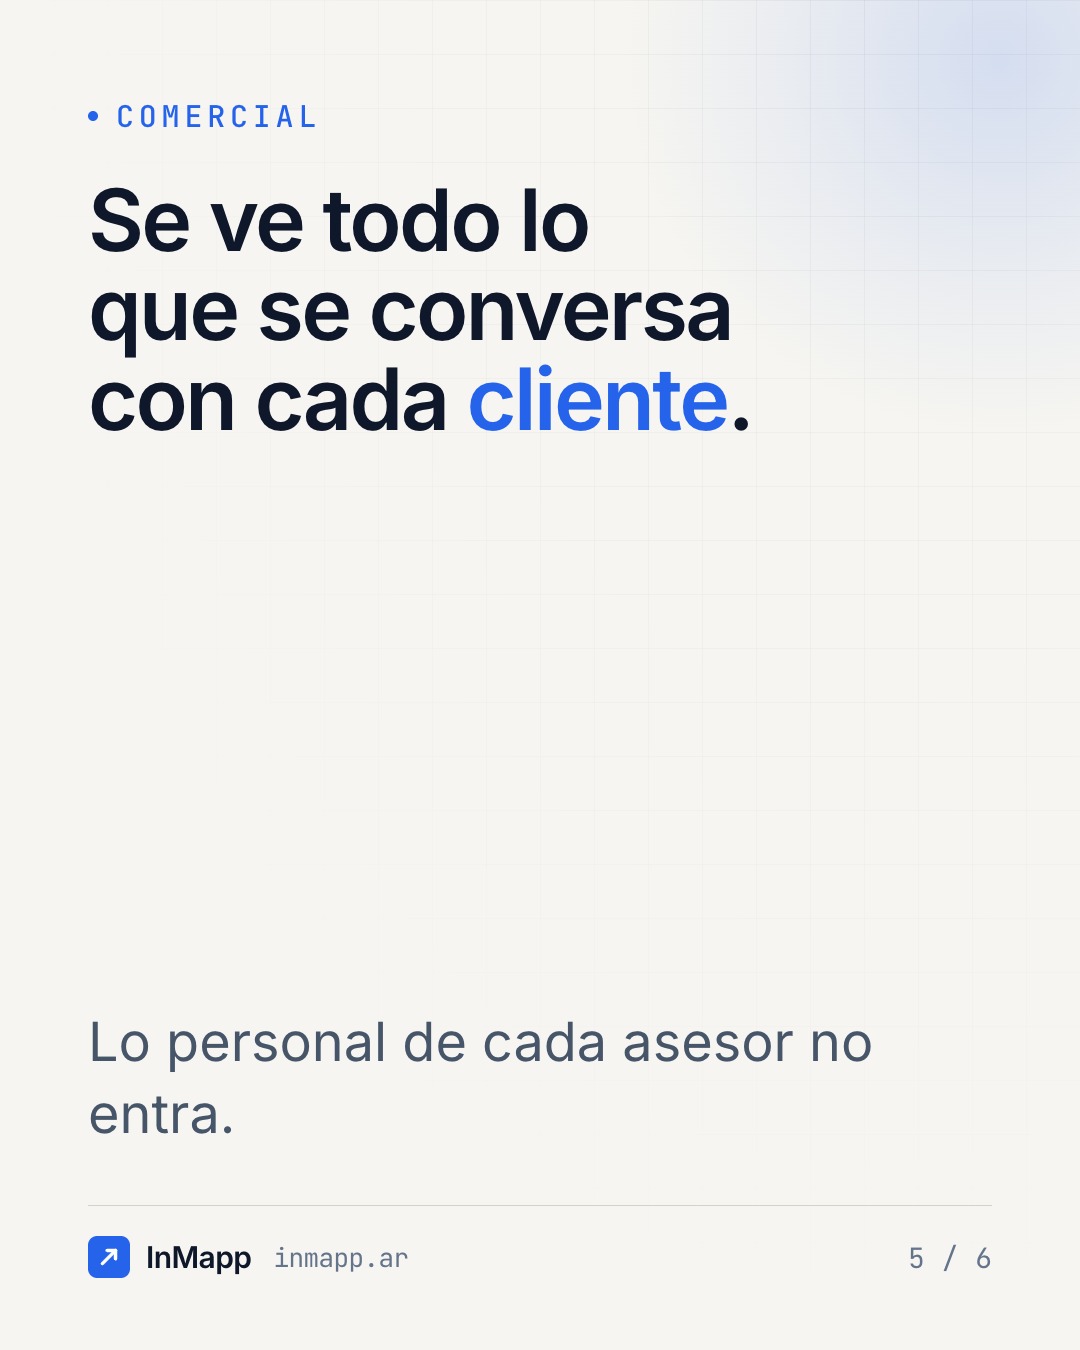 • COMERCIAL
Se ve todo lo
que se conversa
con cada cliente.
Lo personal de cada asesor no
entra.
InMapp inmapp.ar 5 / 6